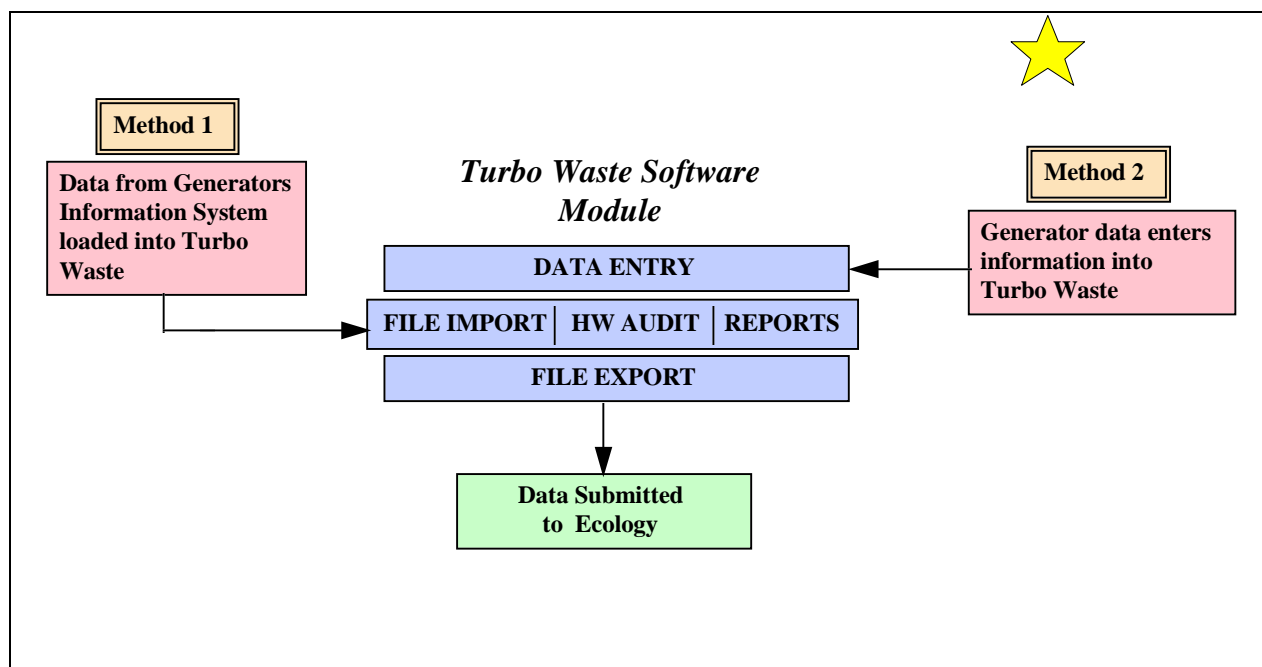 Method 1
Data from Generators
Information System
loaded into Turbo
Waste
Turbo Waste Software
Module
DATA ENTRY
FILE IMPORT HW AUDIT REPORTS
FILE EXPORT
Data Submitted
to Ecology
Method 2
Generator data enters
information into
Turbo Waste